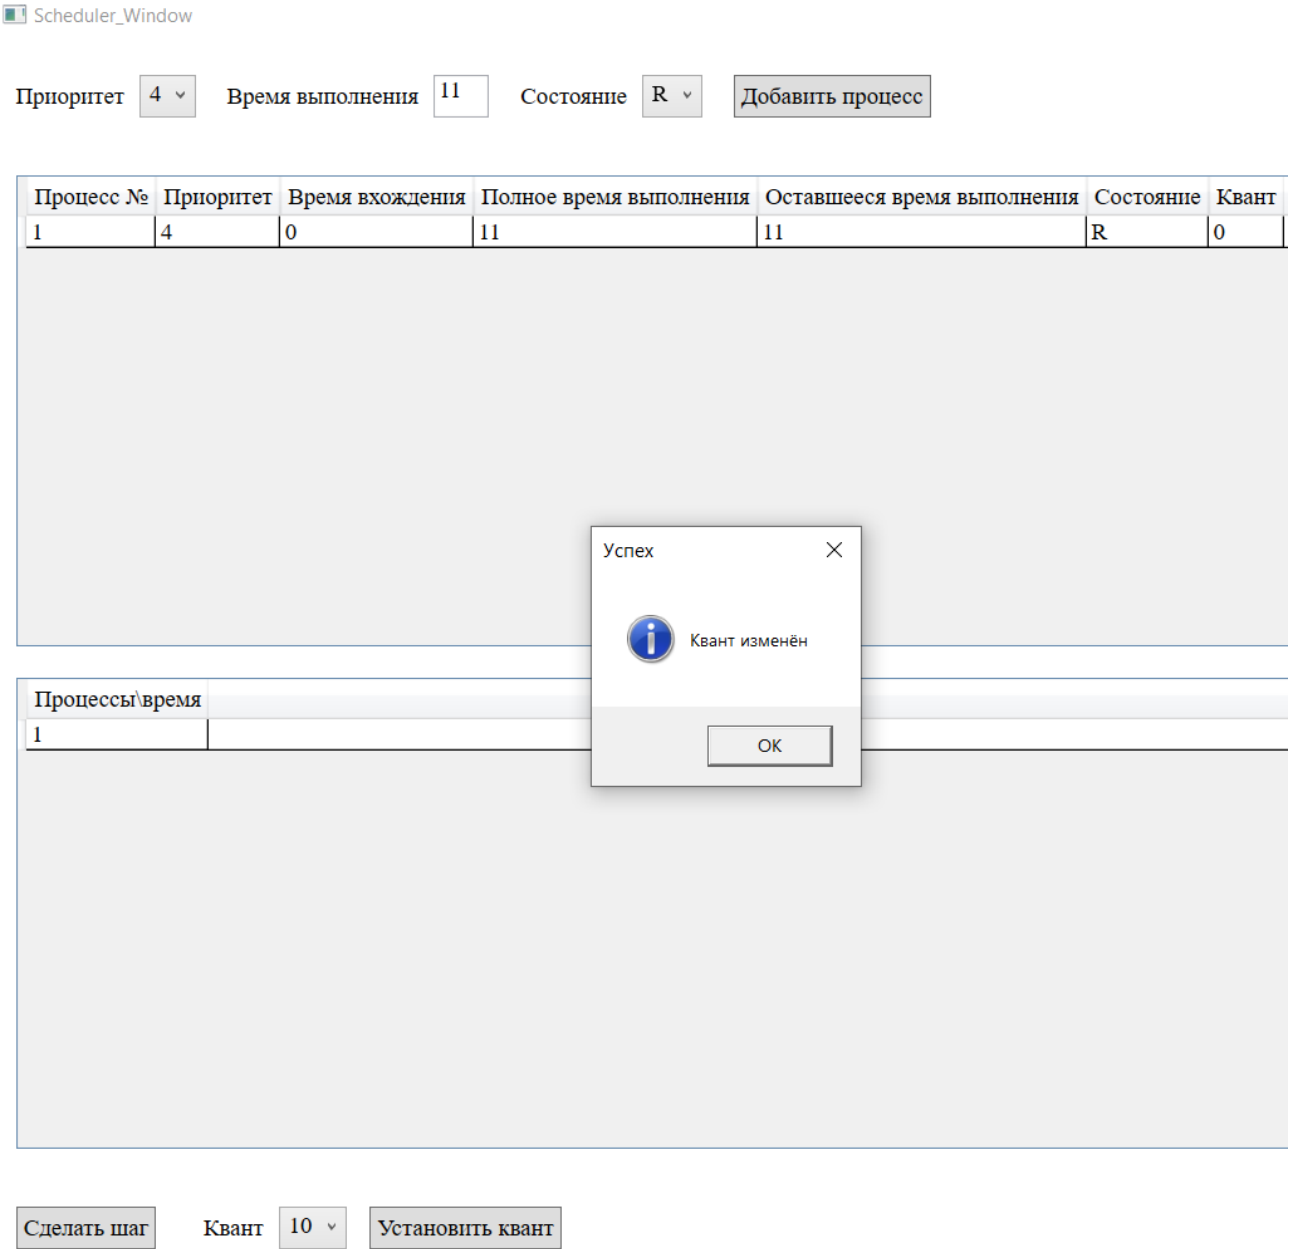 Scheduler_Window
Приоритет 4 Время выполнения 11 Состояние R Добавить процесс
Процесс № Приоритет Время вхождения Полное время выполнения Оставшееся время выполнения Состояние Квант
1 4 0 11 11 R 0
Успех
Квант изменён
OK
Процессы\время
1
Сделать шаг Квант 10 Установить квант